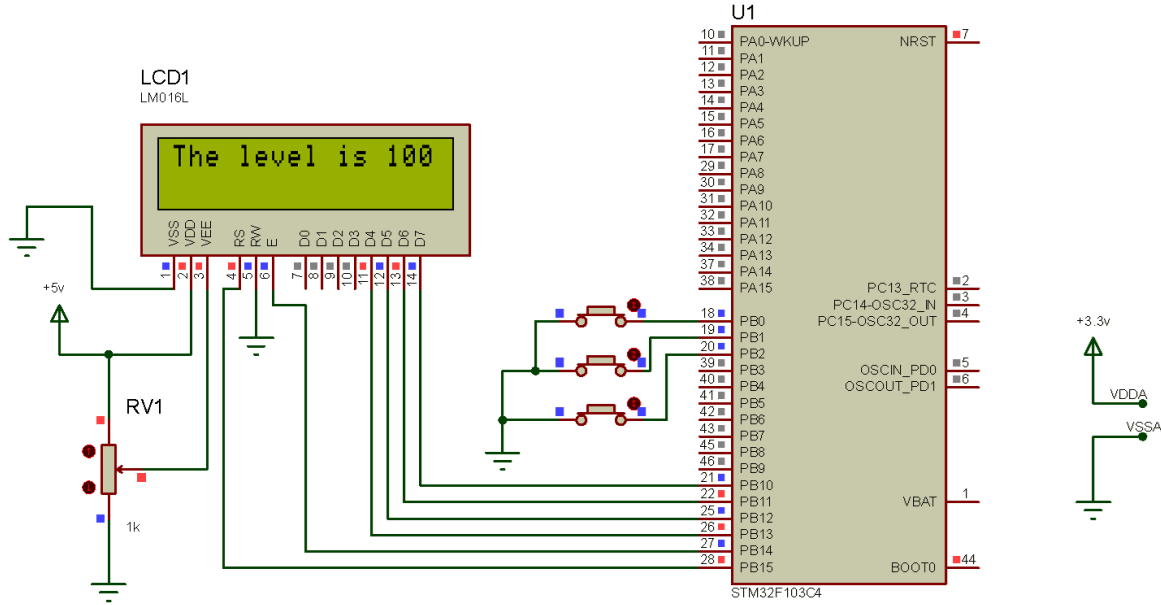 U1
LCD1
LM016L
The level is 100
VSS
VDD
VEE
RS
RW
E
D0
D1
D2
D3
D4
D5
D6
D7
1
2
3
4
5
6
7
8
9
10
11
12
13
14
+5v
RV1
1k
10 PA0-WKUP
11 PA1
12 PA2
13 PA3
14 PA4
15 PA5
16 PA6
17 PA7
29 PA8
30 PA9
31 PA10
32 PA11
33 PA12
34 PA13
37 PA14
38 PA15
18 PB0
19 PB1
20 PB2
39 PB3
40 PB4
41 PB5
42 PB6
43 PB7
45 PB8
46 PB9
21 PB10
22 PB11
25 PB12
26 PB13
27 PB14
28 PB15
NRST 7
PC13_RTC 2
PC14-OSC32_IN 3
PC15-OSC32_OUT 4
OSCIN_PD0 5
OSCOUT_PD1 6
VBAT 1
BOOT0 44
STM32F103C4
+3.3v
VDDA
VSSA